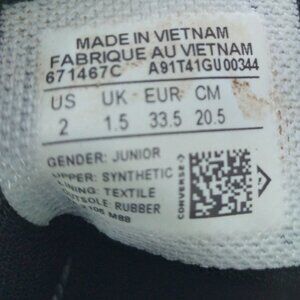 MADE IN VIETNAM
FABRIQUE AU VIETNAM
671467C A91T41GU00344
US UK EUR CM
2 1.5 33.5 20.5
GENDER: JUNIOR
UPPER: SYNTHETIC
LINING: TEXTILE
OUTSOLE: RUBBER
M88
CONVERSE